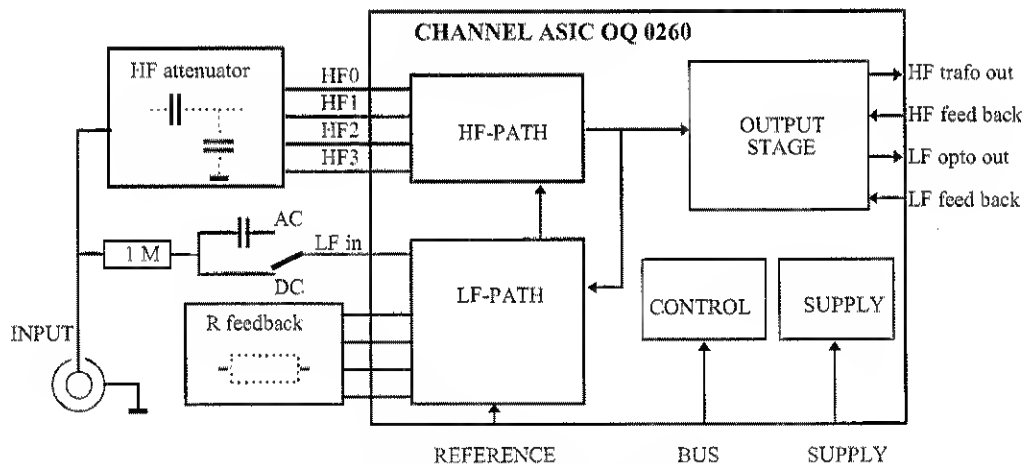 CHANNEL ASIC OQ 0260
HF attenuator
HF0
HF1
HF2
HF3
HF-PATH
OUTPUT
STAGE
HF trafo out
HF feed back
LF opto out
LF feed back
1 M
AC
DC
LF in
LF-PATH
R feedback
INPUT
CONTROL
SUPPLY
REFERENCE
BUS
SUPPLY